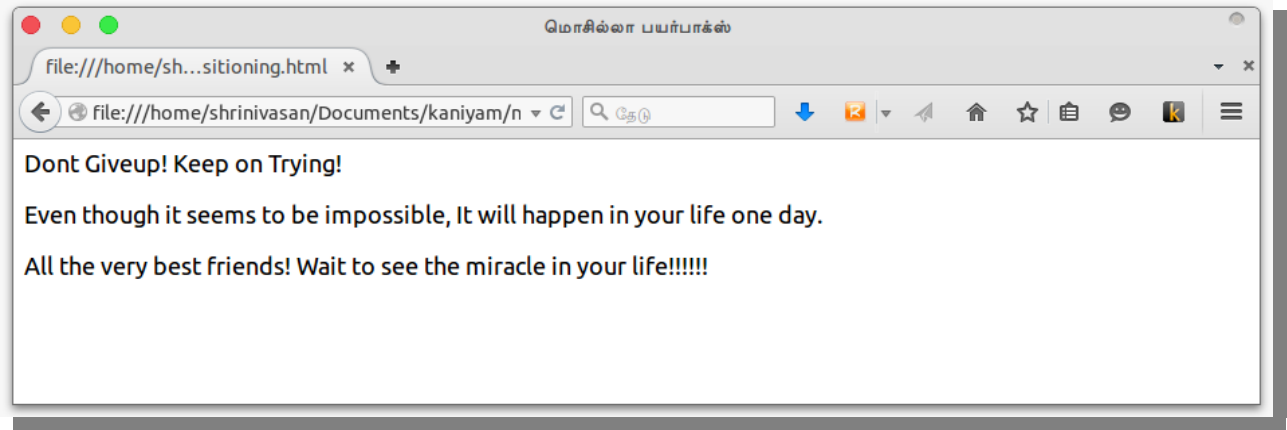 மொசில்லா பயர்பாக்ஸ்
file:///home/sh...sitioning.html
file:///home/shrinivasan/Documents/kaniyam/n
தேடு
Dont Giveup! Keep on Trying!
Even though it seems to be impossible, It will happen in your life one day.
All the very best friends! Wait to see the miracle in your life!!!!!!